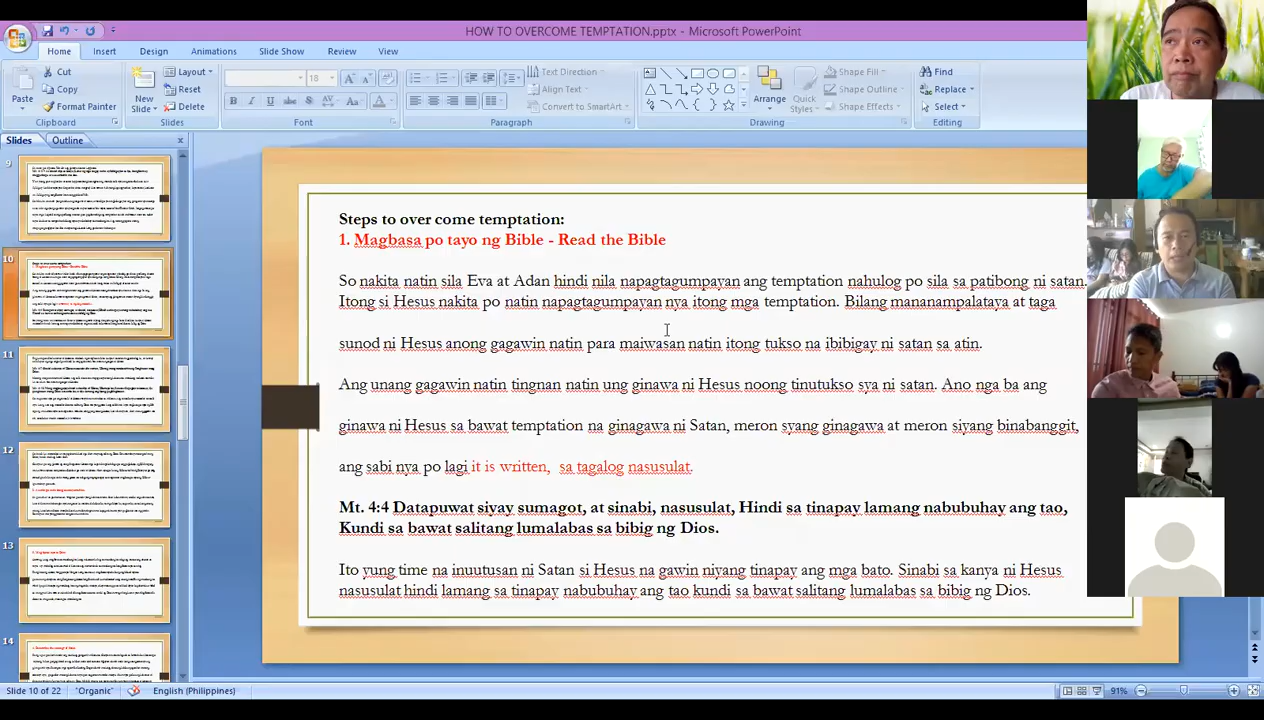 HOW TO OVERCOME TEMPTATION.pptx - Microsoft PowerPoint
Home Insert Design Animations Slide Show Review View
Paste
Cut
Copy
Format Painter
Clipboard
New Slide
Layout
Reset
Delete
Slides
18
B I U abc S AV Aa A
Font
Paragraph
Text Direction
Align Text
Convert to SmartArt
Arrange
Quick Styles
Drawing
Shape Fill
Shape Outline
Shape Effects
Find
Replace
Select
Editing
Slides Outline
9
10
11
12
13
14
Steps to over come temptation:
1. Magbasa po tayo ng Bible - Read the Bible
So nakita natin sila Eva at Adan hindi nila napagtagumpayan ang temptation nahulog po sila sa patibong ni satan.
Itong si Hesus nakita po natin napagtagumpayan nya itong mga temptation. Bilang mananampalataya at taga
sunod ni Hesus anong gagawin natin para maiwasan natin itong tukso na ibibigay ni satan sa atin.
Ang unang gagawin natin tingnan natin ung ginawa ni Hesus noong tinutukso sya ni satan. Ano nga ba ang
ginawa ni Hesus sa bawat temptation na ginagawa ni Satan, meron syang ginagawa at meron siyang binabanggit,
ang sabi nya po lagi it is written, sa tagalog nasusulat.
Mt. 4:4 Datapuwat siyay sumagot, at sinabi, nasusulat, Hindi sa tinapay lamang nabubuhay ang tao,
Kundi sa bawat salitang lumalabas sa bibig ng Dios.
Ito yung time na inuutusan ni Satan si Hesus na gawin niyang tinapay ang mga bato. Sinabi sa kanya ni Hesus
nasusulat hindi lamang sa tinapay nabubuhay ang tao kundi sa bawat salitang lumalabas sa bibig ng Dios.
Slide 10 of 22 "Organic" English (Philippines) 91%